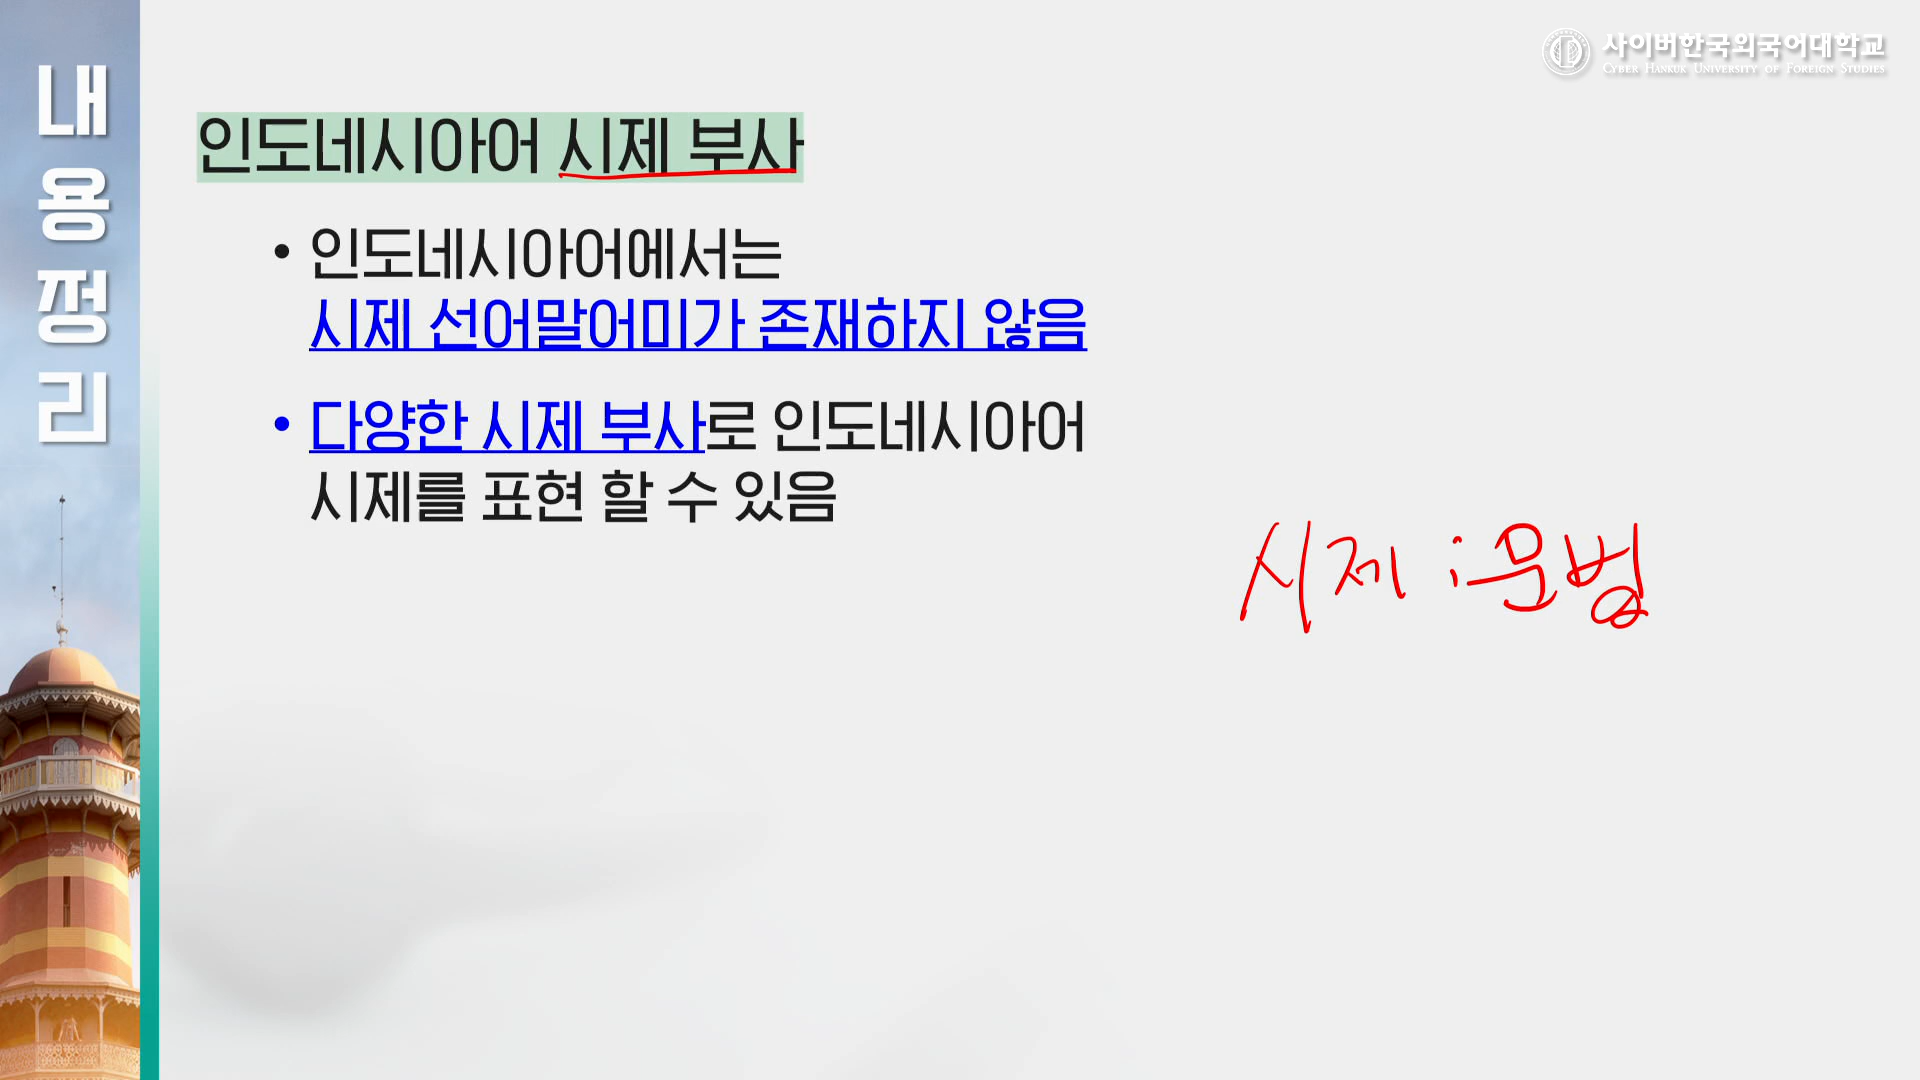 내용정리
사이버한국외국어대학교
CYBER HANKUK UNIVERSITY OF FOREIGN STUDIES
인도네시아어 시제 부사
• 인도네시아어에서는
시제 선어말어미가 존재하지 않음
• 다양한 시제 부사로 인도네시아어
시제를 표현 할 수 있음
시제 : 문법